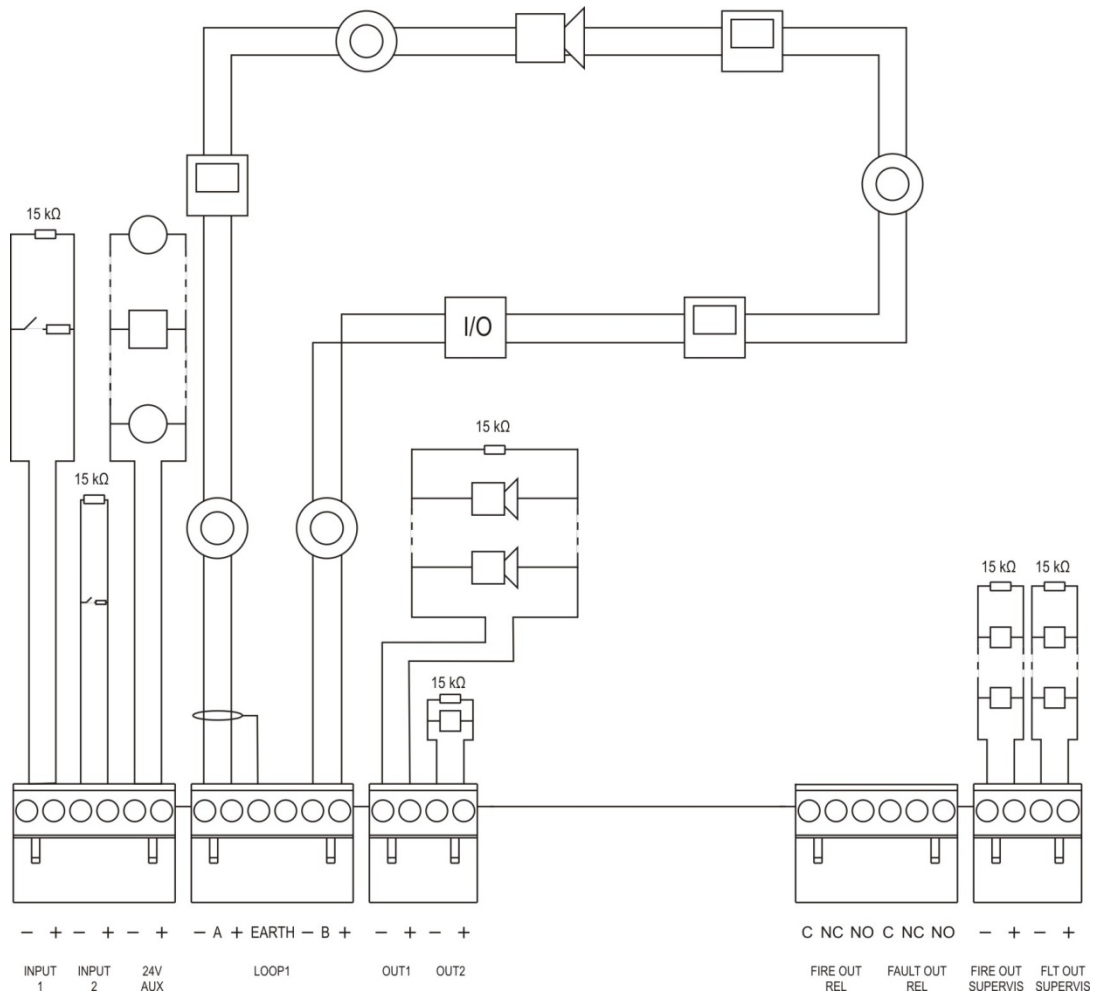 15 kΩ
I/O
15 kΩ
15 kΩ
15 kΩ 15 kΩ
15 kΩ
− + − + − + − A + EARTH − B + − + − + C NC NO C NC NO − + − +
INPUT 1
INPUT 2
24V AUX
LOOP1
OUT1
OUT2
FIRE OUT REL
FAULT OUT REL
FIRE OUT SUPERVIS
FLT OUT SUPERVIS